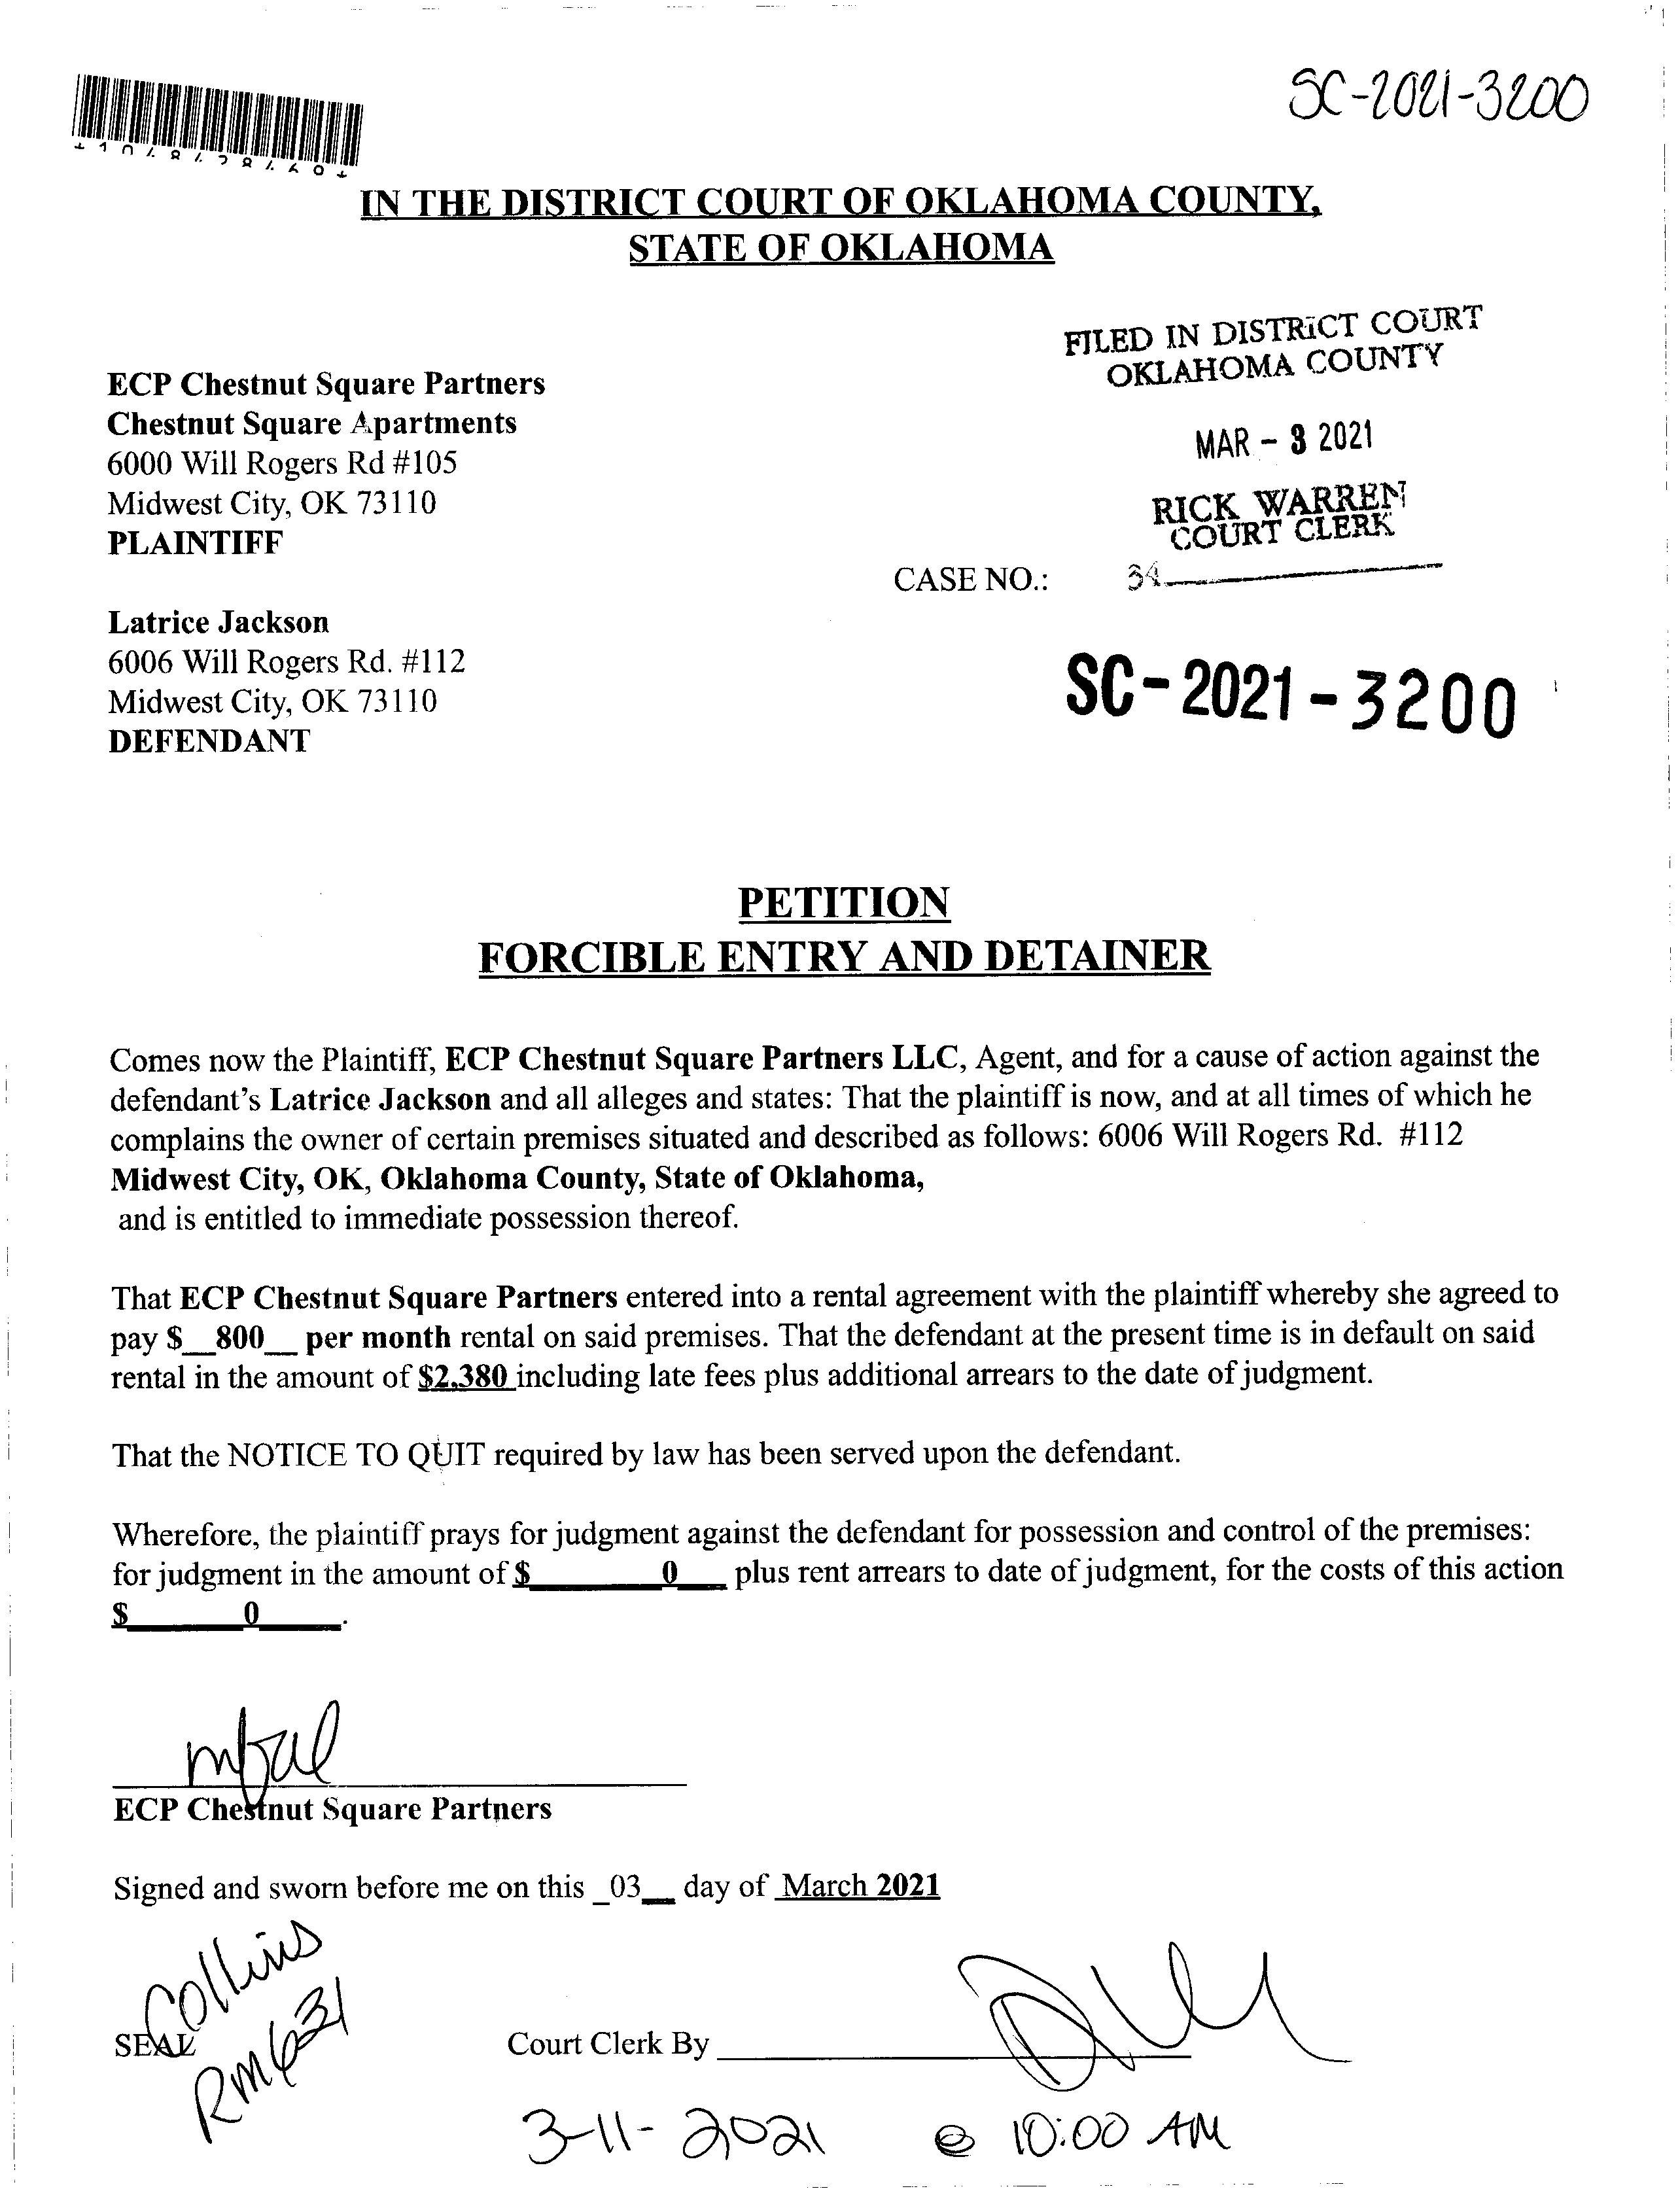 SC-2021-3200
IN THE DISTRICT COURT OF OKLAHOMA COUNTY,
STATE OF OKLAHOMA
FILED IN DISTRICT COURT
OKLAHOMA COUNTY
MAR - 3 2021
RICK WARREN
COURT CLERK
34
ECP Chestnut Square Partners
Chestnut Square Apartments
6000 Will Rogers Rd #105
Midwest City, OK 73110
PLAINTIFF
CASE NO.:
Latrice Jackson
6006 Will Rogers Rd. #112
Midwest City, OK 73110
DEFENDANT
SC-2021-3200
PETITION
FORCIBLE ENTRY AND DETAINER
Comes now the Plaintiff, ECP Chestnut Square Partners LLC, Agent, and for a cause of action against the
defendant's Latrice Jackson and all alleges and states: That the plaintiff is now, and at all times of which he
complains the owner of certain premises situated and described as follows: 6006 Will Rogers Rd. #112
Midwest City, OK, Oklahoma County, State of Oklahoma,
and is entitled to immediate possession thereof.
That ECP Chestnut Square Partners entered into a rental agreement with the plaintiff whereby she agreed to
pay $__800__ per month rental on said premises. That the defendant at the present time is in default on said
rental in the amount of $2,380 including late fees plus additional arrears to the date of judgment.
That the NOTICE TO QUIT required by law has been served upon the defendant.
Wherefore, the plaintiff prays for judgment against the defendant for possession and control of the premises:
for judgment in the amount of $________0___ plus rent arrears to date of judgment, for the costs of this action
$_______0_____.
ECP Chestnut Square Partners
Signed and sworn before me on this _03__ day of March 2021
Collins
Rm 631
SEAL
Court Clerk By
3-11-2021 @ 10:00 AM